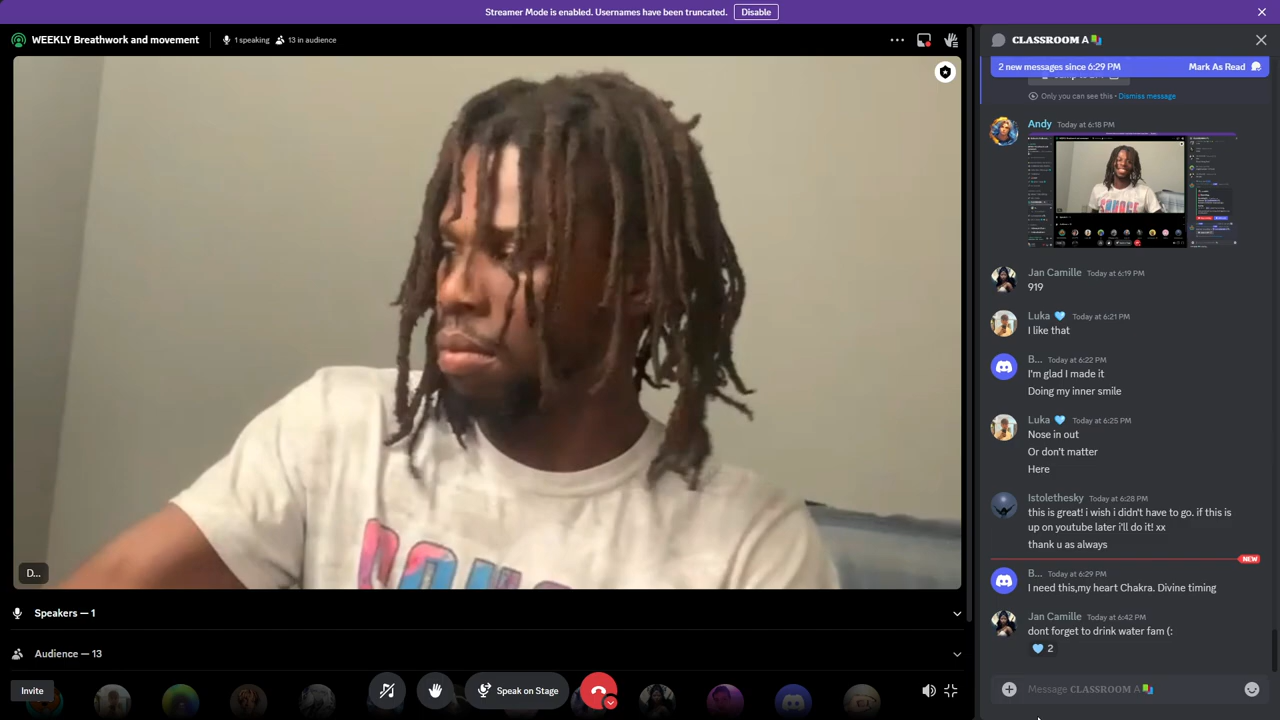 Streamer Mode is enabled. Usernames have been truncated. Disable
WEEKLY Breathwork and movement
1 speaking
13 in audience
D...
Speakers — 1
Audience — 13
Invite
Speak on Stage
CLASSROOM A
2 new messages since 6:29 PM Mark As Read
Only you can see this • Dismiss message
Andy Today at 6:18 PM
Jan Camille Today at 6:19 PM
919
Luka Today at 6:21 PM
I like that
B... Today at 6:22 PM
I'm glad I made it
Doing my inner smile
Luka Today at 6:25 PM
Nose in out
Or don't matter
Here
Istolethesky Today at 6:28 PM
this is great! i wish i didn't have to go. if this is
up on youtube later i'll do it! xx
thank u as always
NEW
B... Today at 6:29 PM
I need this,my heart Chakra. Divine timing
Jan Camille Today at 6:42 PM
dont forget to drink water fam (:
2
Message CLASSROOM A